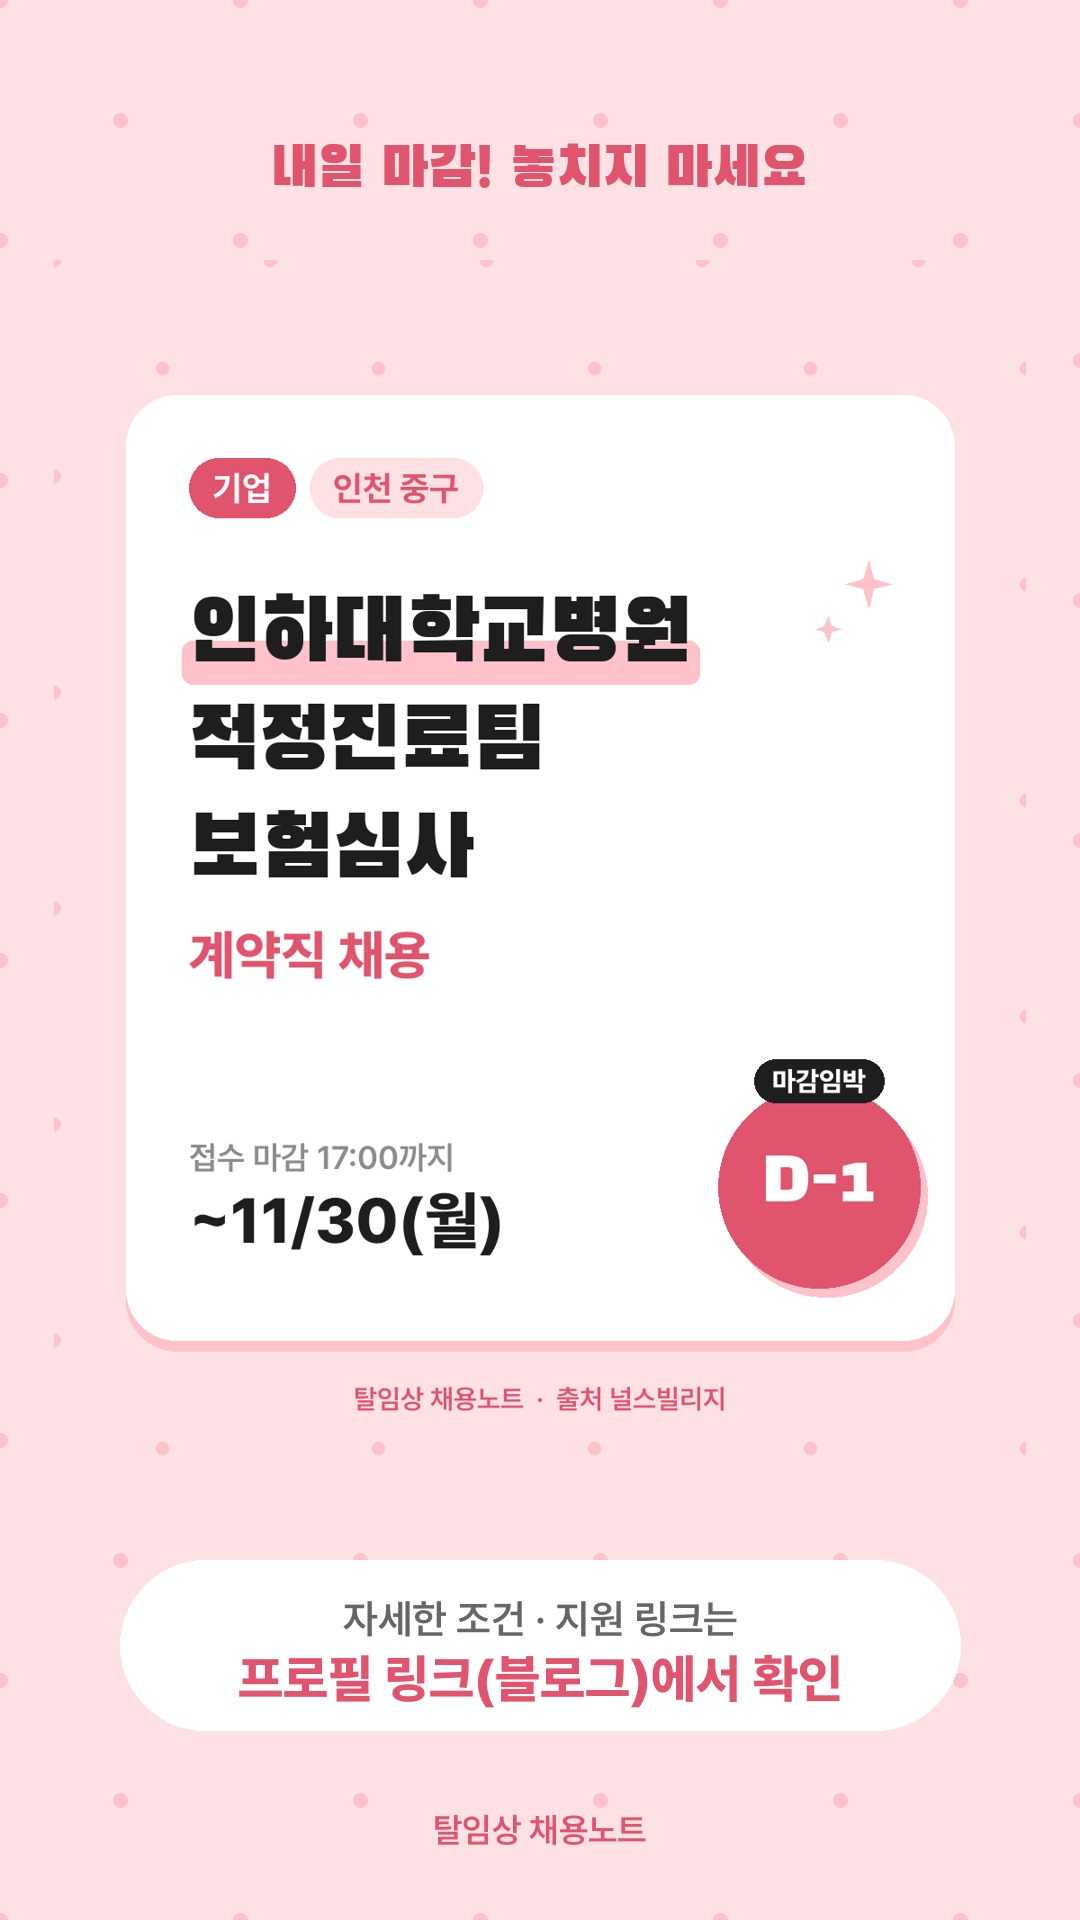 내일 마감! 놓치지 마세요
기업
인천 중구
인하대학교병원
적정진료팀
보험심사
계약직 채용
접수 마감 17:00까지
~11/30(월)
마감임박
D-1
탈임상 채용노트 · 출처 널스빌리지
자세한 조건 · 지원 링크는
프로필 링크(블로그)에서 확인
탈임상 채용노트